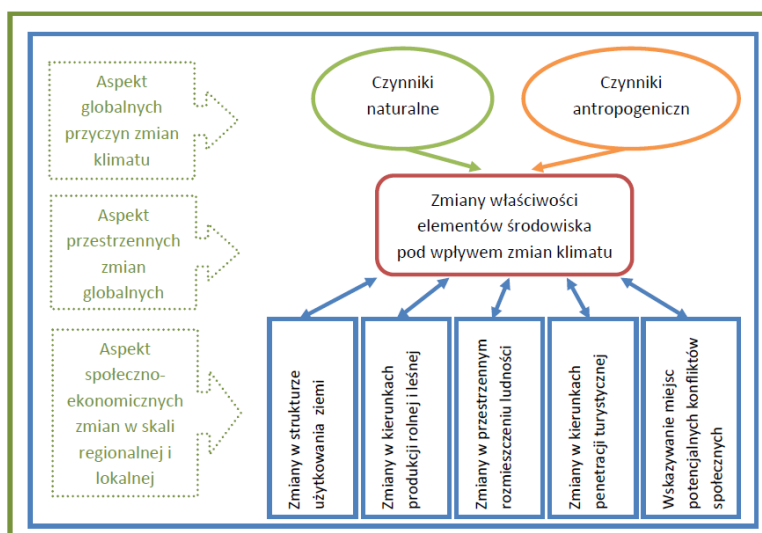 Aspekt
globalnych
przyczyn zmian
klimatu
Czynniki
naturalne
Czynniki
antropogeniczn
Aspekt
przestrzennych
zmian
globalnych
Zmiany właściwości
elementów środowiska
pod wpływem zmian klimatu
Aspekt
społeczno-
ekonomicznych
zmian w skali
regionalnej i
lokalnej
Zmiany w strukturze
użytkowania ziemi
Zmiany w kierunkach
produkcji rolnej i leśnej
Zmiany w przestrzennym
rozmieszczeniu ludności
Zmiany w kierunkach
penetracji turystycznej
Wskazywanie miejsc
potencjalnych konfliktów
społecznych